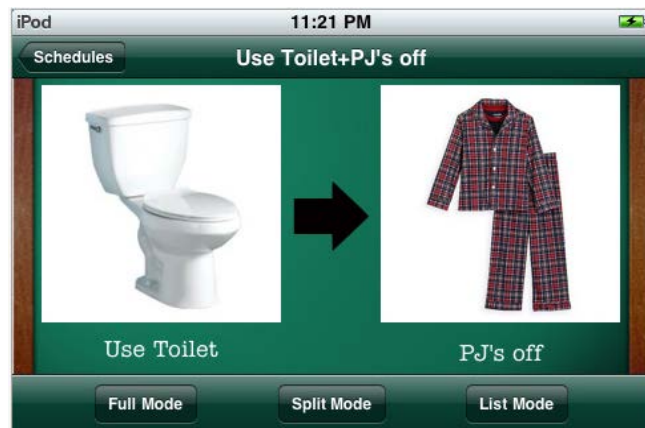 iPod 11:21 PM
Schedules Use Toilet+PJ's off
Use Toilet PJ's off
Full Mode Split Mode List Mode